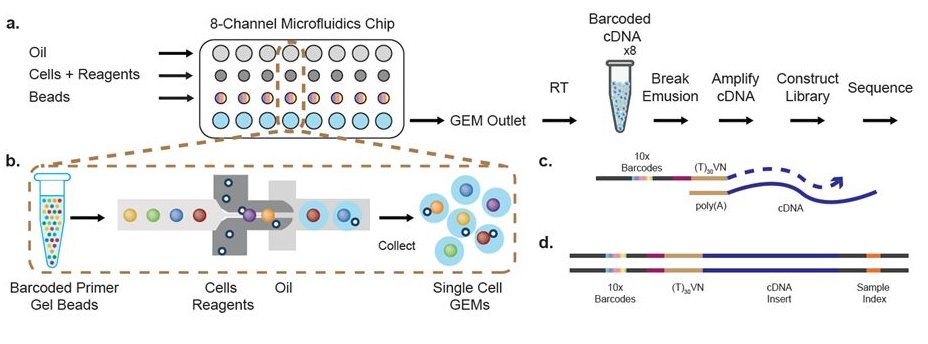 a.
8-Channel Microfluidics Chip
Oil
Cells + Reagents
Beads
GEM Outlet
RT
Barcoded
cDNA
x8
Break
Emusion
Amplify
cDNA
Construct
Library
Sequence
b.
Barcoded Primer
Gel Beads
Cells
Reagents
Oil
Collect
Single Cell
GEMs
c.
10x
Barcodes
(T)30VN
poly(A)
cDNA
d.
10x
Barcodes
(T)30VN
cDNA
Insert
Sample
Index